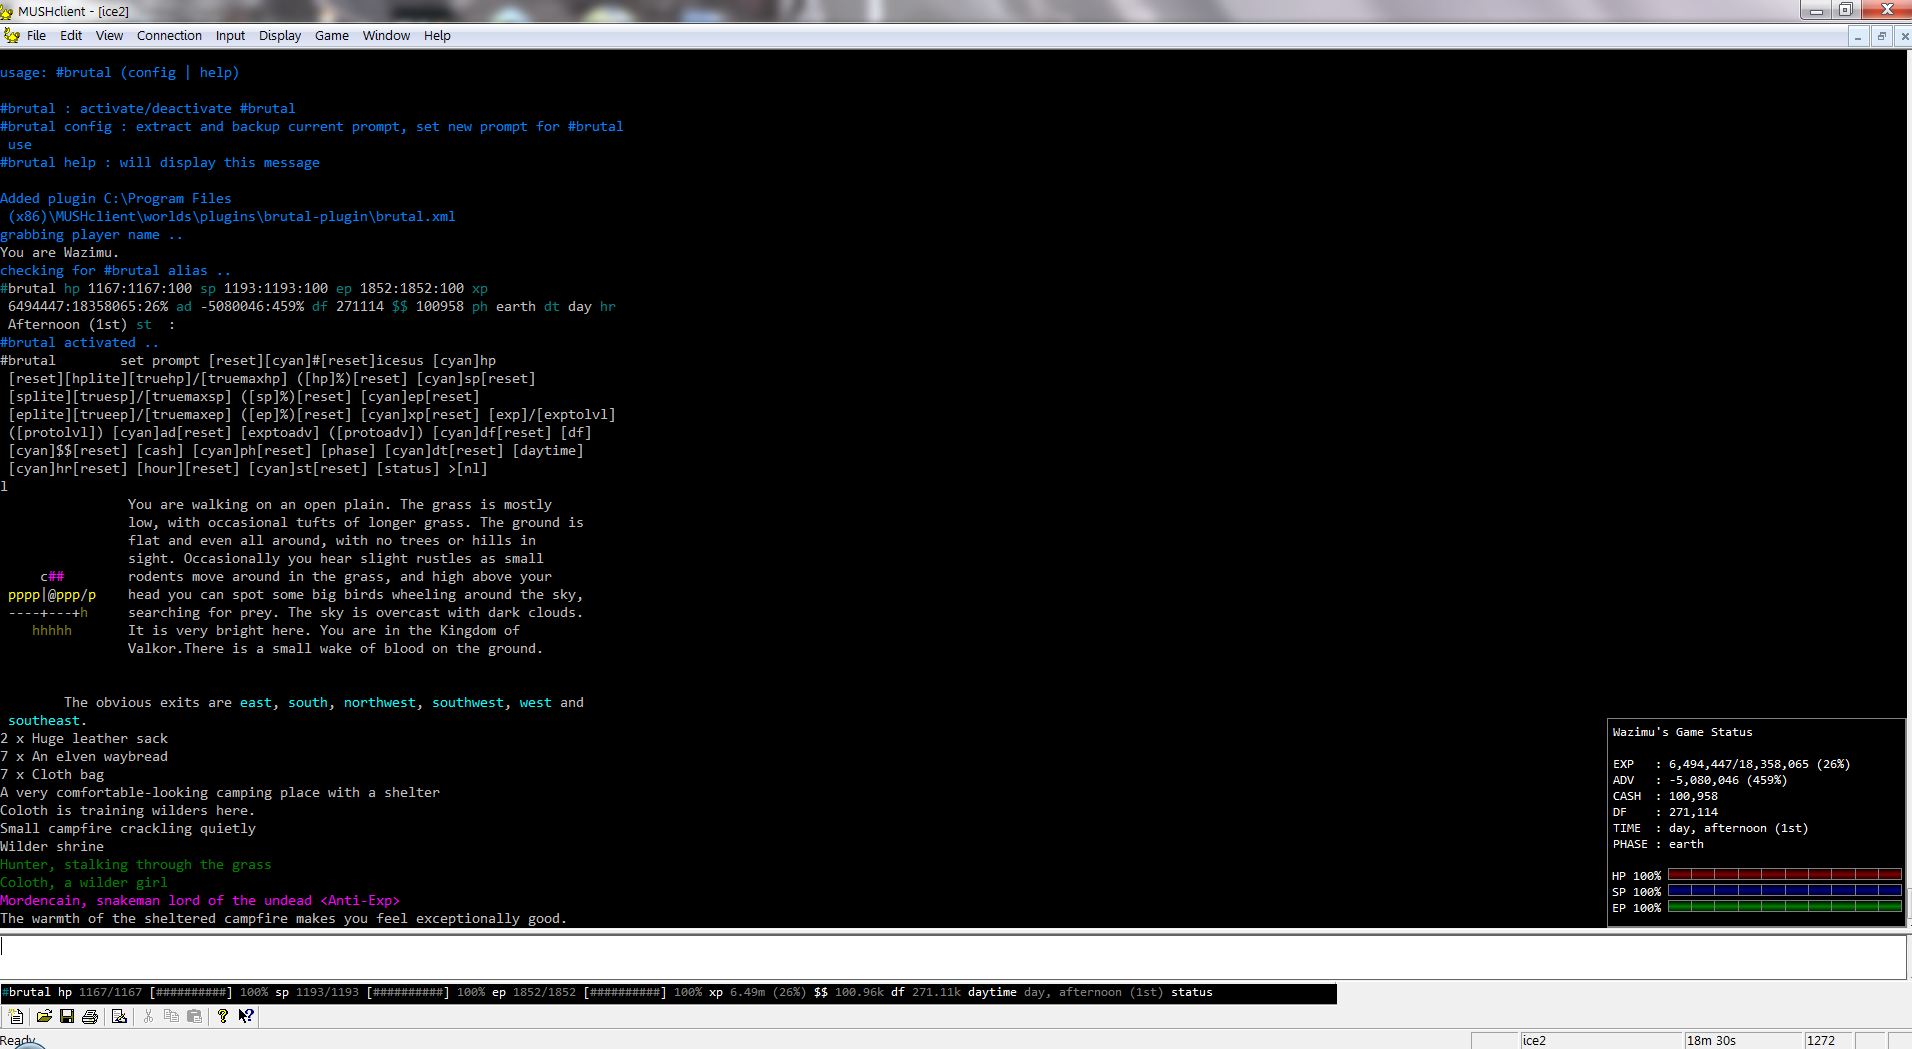 MUSHclient - [ice2]
File Edit View Connection Input Display Game Window Help
usage: #brutal (config | help)
#brutal : activate/deactivate #brutal
#brutal config : extract and backup current prompt, set new prompt for #brutal
use
#brutal help : will display this message
Added plugin C:\Program Files
(x86)\MUSHclient\worlds\plugins\brutal-plugin\brutal.xml
grabbing player name ..
You are Wazimu.
checking for #brutal alias ..
#brutal hp 1167:1167:100 sp 1193:1193:100 ep 1852:1852:100 xp
6494447:18358065:26% ad -5080046:459% df 271114 $$ 100958 ph earth dt day hr
Afternoon (1st) st  :
#brutal activated ..
#brutal        set prompt [reset][cyan]#[reset]icesus [cyan]hp
[reset][hplite][truehp]/[truemaxhp] ([hp]%)[reset] [cyan]sp[reset]
[splite][truesp]/[truemaxsp] ([sp]%)[reset] [cyan]ep[reset]
[eplite][trueep]/[truemaxep] ([ep]%)[reset] [cyan]xp[reset] [exp]/[exptolvl]
([protolvl]) [cyan]ad[reset] [exptoadv] ([protoadv]) [cyan]df[reset] [df]
[cyan]$$[reset] [cash] [cyan]ph[reset] [phase] [cyan]dt[reset] [daytime]
[cyan]hr[reset] [hour][reset] [cyan]st[reset] [status] >[nl]
l
You are walking on an open plain. The grass is mostly
low, with occasional tufts of longer grass. The ground is
flat and even all around, with no trees or hills in
sight. Occasionally you hear slight rustles as small
c## rodents move around in the grass, and high above your
pppp|@ppp/p head you can spot some big birds wheeling around the sky,
----+---+h searching for prey. The sky is overcast with dark clouds.
hhhhh It is very bright here. You are in the Kingdom of
Valkor.There is a small wake of blood on the ground.
The obvious exits are east, south, northwest, southwest, west and
southeast.
2 x Huge leather sack
7 x An elven waybread
7 x Cloth bag
A very comfortable-looking camping place with a shelter
Coloth is training wilders here.
Small campfire crackling quietly
Wilder shrine
Hunter, stalking through the grass
Coloth, a wilder girl
Mordencain, snakeman lord of the undead <Anti-Exp>
The warmth of the sheltered campfire makes you feel exceptionally good.
Wazimu's Game Status
EXP : 6,494,447/18,358,065 (26%)
ADV : -5,080,046 (459%)
CASH : 100,958
DF : 271,114
TIME : day, afternoon (1st)
PHASE : earth
HP 100%
SP 100%
EP 100%
#brutal hp 1167/1167 [##########] 100% sp 1193/1193 [##########] 100% ep 1852/1852 [##########] 100% xp 6.49m (26%) $$ 100.96k df 271.11k daytime day, afternoon (1st) status
Ready
ice2
18m 30s
1272